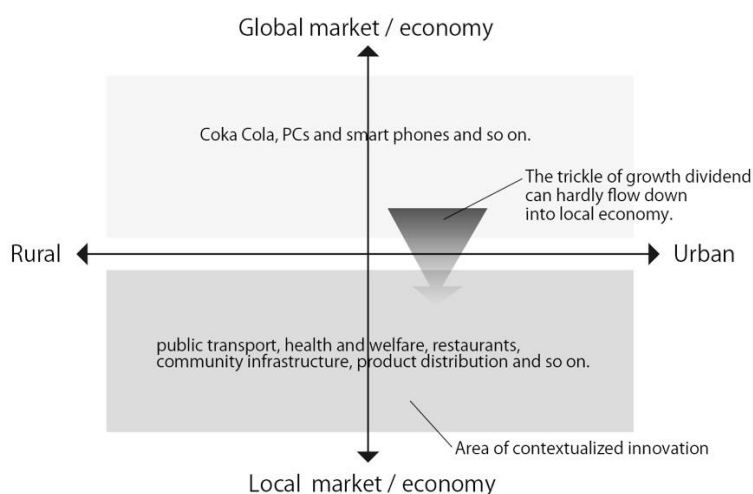 Global market / economy
Coka Cola, PCs and smart phones and so on.
The trickle of growth dividend
can hardly flow down
into local economy.
Rural
Urban
public transport, health and welfare, restaurants,
community infrastructure, product distribution and so on.
Area of contextualized innovation
Local market / economy